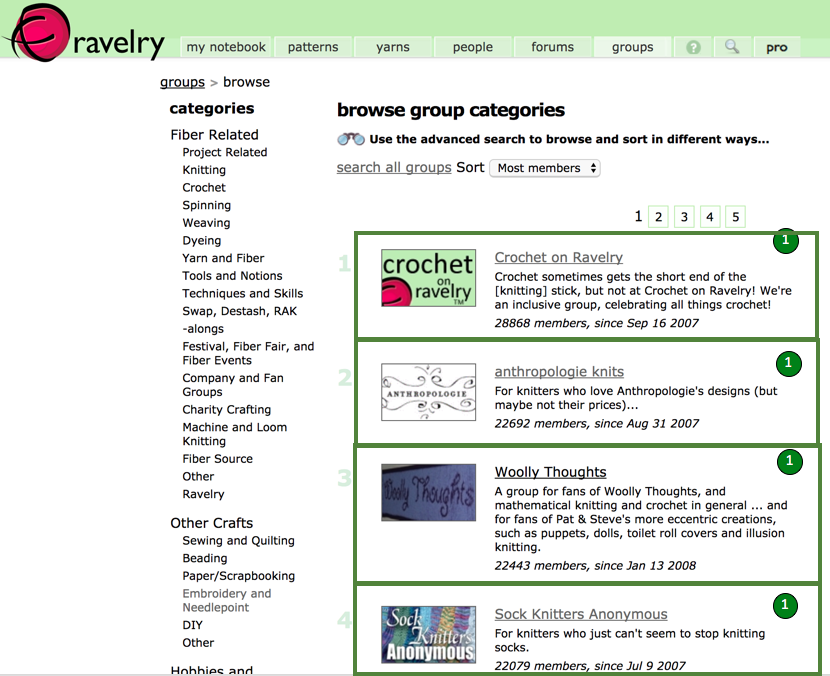 ravelry
my notebook
patterns
yarns
people
forums
groups
?
pro
groups > browse
categories
Fiber Related
Project Related
Knitting
Crochet
Spinning
Weaving
Dyeing
Yarn and Fiber
Tools and Notions
Techniques and Skills
Swap, Destash, RAK
-alongs
Festival, Fiber Fair, and
Fiber Events
Company and Fan
Groups
Charity Crafting
Machine and Loom
Knitting
Fiber Source
Other
Ravelry
Other Crafts
Sewing and Quilting
Beading
Paper/Scrapbooking
Embroidery and
Needlepoint
DIY
Other
Hobbies and
browse group categories
Use the advanced search to browse and sort in different ways...
search all groups Sort Most members
1 2 3 4 5
1
1
crochet
on
ravelry
TM
Crochet on Ravelry
Crochet sometimes gets the short end of the
[knitting] stick, but not at Crochet on Ravelry! We're
an inclusive group, celebrating all things crochet!
28868 members, since Sep 16 2007
2
1
ANTHROPOLOGIE
anthropologie knits
For knitters who love Anthropologie's designs (but
maybe not their prices)...
22692 members, since Aug 31 2007
3
1
Woolly Thoughts
Woolly Thoughts
A group for fans of Woolly Thoughts, and
mathematical knitting and crochet in general ... and
for fans of Pat & Steve's more eccentric creations,
such as puppets, dolls, toilet roll covers and illusion
knitting.
22443 members, since Jan 13 2008
4
1
Sock
Knitters
Anonymous
Sock Knitters Anonymous
For knitters who just can't seem to stop knitting
socks.
22079 members, since Jul 9 2007